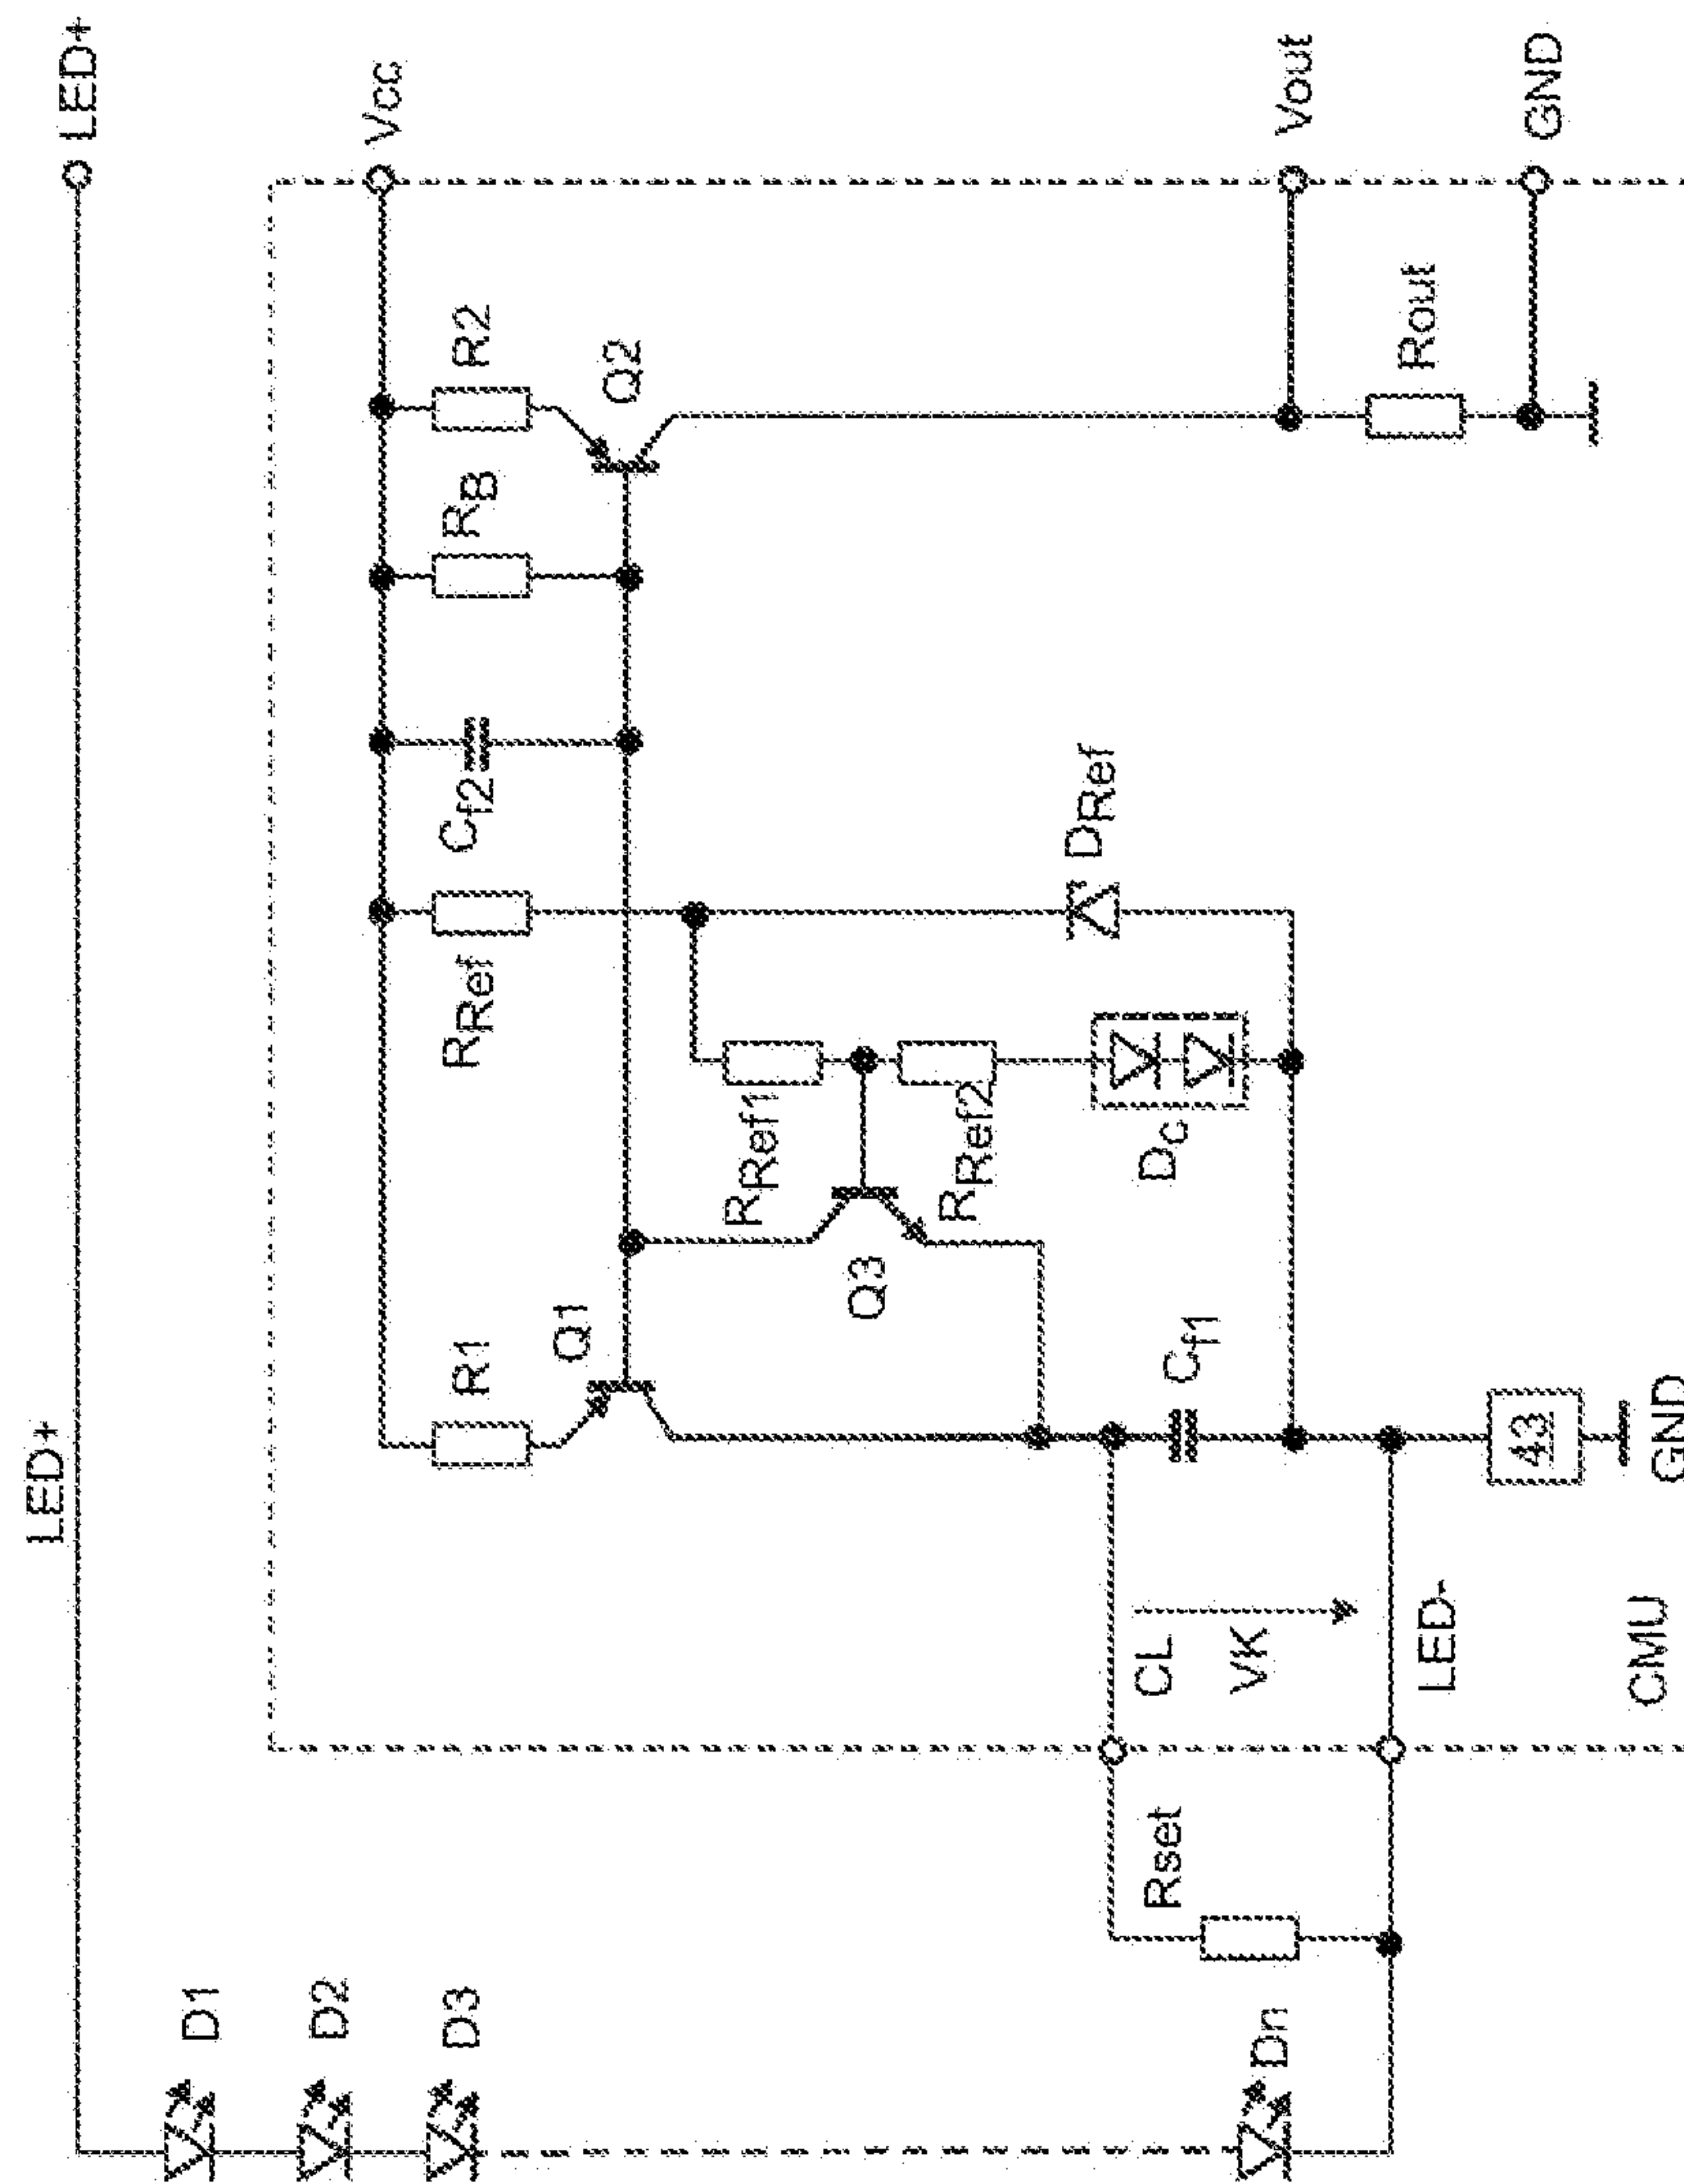 LED+
LED+
Vcc
R1
RRef
Cf2
RB
R2
Q1
Q2
D1
D2
D3
Dn
RRef1
Q3
RRef2
DRef
Dc
Cf1
Rset
CL
VK
LED-
Vout
Rout
GND
43
GND
CMU